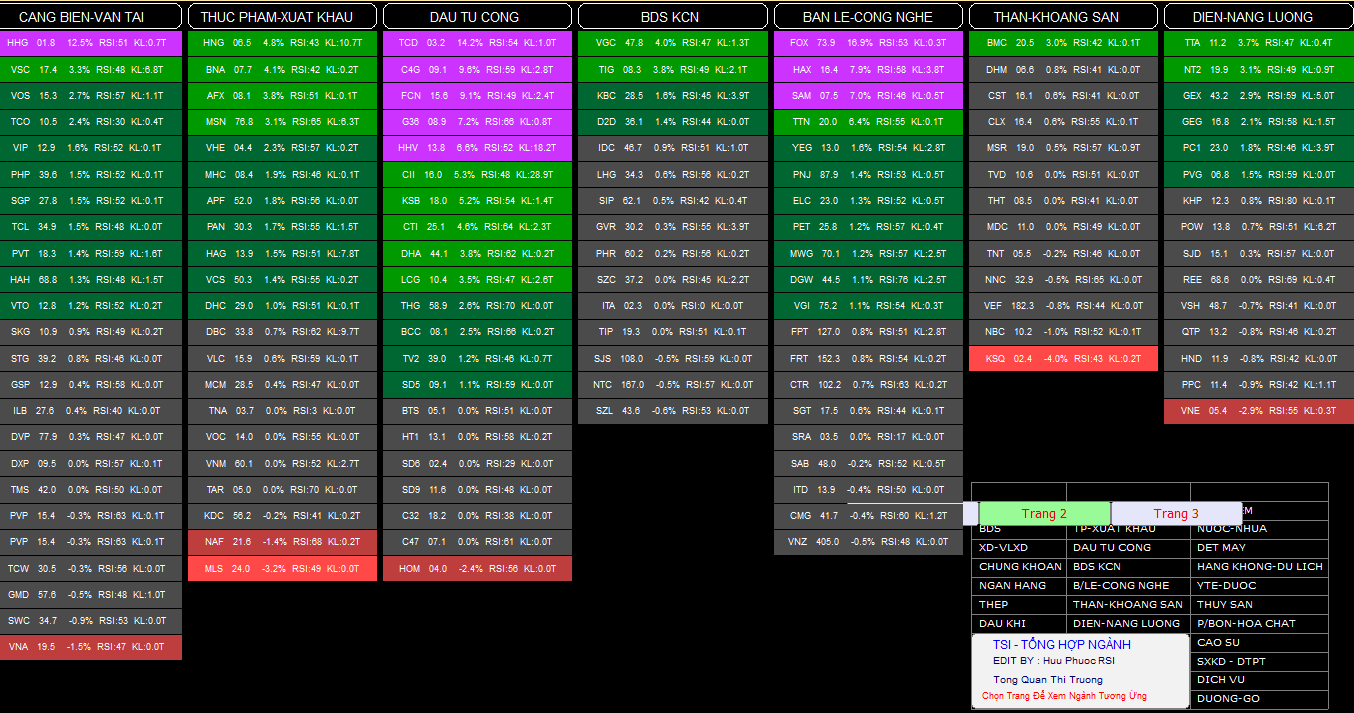 CANG BIEN-VAN TAI
HHG 01.8 12.5% RSI:51 KL:0.7T
VSC 17.4 3.3% RSI:48 KL:6.8T
VOS 15.3 2.7% RSI:57 KL:1.1T
TCO 10.5 2.4% RSI:30 KL:0.4T
VIP 12.9 1.6% RSI:52 KL:0.1T
PHP 39.6 1.5% RSI:52 KL:0.1T
SGP 27.8 1.5% RSI:52 KL:0.1T
TCL 34.9 1.5% RSI:48 KL:0.0T
PVT 18.3 1.4% RSI:59 KL:1.6T
HAH 68.8 1.3% RSI:48 KL:1.5T
VTO 12.8 1.2% RSI:52 KL:0.2T
SKG 10.9 0.9% RSI:49 KL:0.2T
STG 39.2 0.8% RSI:46 KL:0.0T
GSP 12.9 0.4% RSI:58 KL:0.0T
ILB 27.6 0.4% RSI:40 KL:0.0T
DVP 77.9 0.3% RSI:47 KL:0.0T
DXP 09.5 0.0% RSI:57 KL:0.1T
TMS 42.0 0.0% RSI:50 KL:0.0T
PVP 15.4 -0.3% RSI:63 KL:0.1T
PVP 15.4 -0.3% RSI:63 KL:0.1T
TCW 30.5 -0.3% RSI:56 KL:0.0T
GMD 57.6 -0.5% RSI:48 KL:1.0T
SWC 34.7 -0.9% RSI:53 KL:0.0T
VNA 19.5 -1.5% RSI:47 KL:0.0T
THUC PHAM-XUAT KHAU
HNG 06.5 4.8% RSI:43 KL:10.7T
BNA 07.7 4.1% RSI:42 KL:0.2T
AFX 08.1 3.8% RSI:51 KL:0.1T
MSN 76.8 3.1% RSI:65 KL:6.3T
VHE 04.4 2.3% RSI:57 KL:0.2T
MHC 08.4 1.9% RSI:46 KL:0.1T
APF 52.0 1.8% RSI:56 KL:0.0T
PAN 30.3 1.7% RSI:55 KL:1.5T
HAG 13.9 1.5% RSI:51 KL:7.8T
VCS 50.3 1.4% RSI:55 KL:0.2T
DHC 29.0 1.0% RSI:51 KL:0.1T
DBC 33.8 0.7% RSI:62 KL:9.7T
VLC 15.9 0.6% RSI:59 KL:0.1T
MCM 28.5 0.4% RSI:47 KL:0.0T
TNA 03.7 0.0% RSI:3 KL:0.0T
VOC 14.0 0.0% RSI:55 KL:0.0T
VNM 60.1 0.0% RSI:52 KL:2.7T
TAR 05.0 0.0% RSI:70 KL:0.0T
KDC 56.2 -0.2% RSI:41 KL:0.2T
NAF 21.6 -1.4% RSI:68 KL:0.2T
MLS 24.0 -3.2% RSI:49 KL:0.0T
DAU TU CONG
TCD 03.2 14.2% RSI:54 KL:1.0T
C4G 09.1 9.6% RSI:59 KL:2.8T
FCN 15.6 9.1% RSI:49 KL:2.4T
G36 08.9 7.2% RSI:66 KL:0.8T
HHV 13.8 6.6% RSI:52 KL:18.2T
CII 16.0 5.3% RSI:48 KL:28.9T
KSB 18.0 5.2% RSI:54 KL:1.4T
CTI 25.1 4.6% RSI:64 KL:2.3T
DHA 44.1 3.8% RSI:62 KL:0.2T
LCG 10.4 3.5% RSI:47 KL:2.6T
THG 58.9 2.6% RSI:70 KL:0.0T
BCC 08.1 2.5% RSI:66 KL:0.2T
TV2 39.0 1.2% RSI:46 KL:0.7T
SD5 09.1 1.1% RSI:59 KL:0.0T
BTS 05.1 0.0% RSI:51 KL:0.0T
HT1 13.1 0.0% RSI:58 KL:0.2T
SD6 02.4 0.0% RSI:29 KL:0.0T
SD9 11.6 0.0% RSI:48 KL:0.0T
C32 18.2 0.0% RSI:38 KL:0.0T
C47 07.1 0.0% RSI:61 KL:0.0T
HOM 04.0 -2.4% RSI:56 KL:0.0T
BDS KCN
VGC 47.8 4.0% RSI:47 KL:1.3T
TIG 08.3 3.8% RSI:49 KL:2.1T
KBC 28.5 1.6% RSI:45 KL:3.9T
D2D 36.1 1.4% RSI:44 KL:0.0T
IDC 46.7 0.9% RSI:51 KL:1.0T
LHG 34.3 0.6% RSI:56 KL:0.2T
SIP 62.1 0.5% RSI:42 KL:0.4T
GVR 30.2 0.3% RSI:55 KL:3.9T
PHR 60.2 0.2% RSI:56 KL:0.2T
SZC 37.2 0.0% RSI:45 KL:2.2T
ITA 02.3 0.0% RSI:0 KL:0.0T
TIP 19.3 0.0% RSI:51 KL:0.1T
SJS 108.0 -0.5% RSI:59 KL:0.0T
NTC 167.0 -0.5% RSI:57 KL:0.0T
SZL 43.6 -0.6% RSI:53 KL:0.0T
BAN LE-CONG NGHE
FOX 73.9 16.9% RSI:53 KL:0.3T
HAX 16.4 7.9% RSI:58 KL:3.8T
SAM 07.5 7.0% RSI:46 KL:0.5T
TTN 20.0 6.4% RSI:55 KL:0.1T
YEG 13.0 1.6% RSI:54 KL:2.8T
PNJ 87.9 1.4% RSI:53 KL:0.5T
ELC 23.0 1.3% RSI:52 KL:0.5T
PET 25.8 1.2% RSI:57 KL:0.4T
MWG 70.1 1.2% RSI:57 KL:2.5T
DGW 44.5 1.1% RSI:76 KL:2.5T
VGI 75.2 1.1% RSI:54 KL:0.3T
FPT 127.0 0.8% RSI:51 KL:2.8T
FRT 152.3 0.8% RSI:54 KL:0.2T
CTR 102.2 0.7% RSI:63 KL:0.2T
SGT 17.5 0.6% RSI:44 KL:0.1T
SRA 03.5 0.0% RSI:17 KL:0.0T
SAB 48.0 -0.2% RSI:52 KL:0.5T
ITD 13.9 -0.4% RSI:50 KL:0.0T
CMG 41.7 -0.4% RSI:60 KL:1.2T
VNZ 405.0 -0.5% RSI:48 KL:0.0T
THAN-KHOANG SAN
BMC 20.5 3.0% RSI:42 KL:0.1T
DHM 06.6 0.8% RSI:41 KL:0.0T
CST 16.1 0.6% RSI:41 KL:0.0T
CLX 16.4 0.6% RSI:55 KL:0.1T
MSR 19.0 0.5% RSI:57 KL:0.9T
TVD 10.6 0.0% RSI:51 KL:0.0T
THT 08.5 0.0% RSI:41 KL:0.0T
MDC 11.0 0.0% RSI:49 KL:0.0T
TNT 05.5 -0.2% RSI:46 KL:0.0T
NNC 32.9 -0.5% RSI:65 KL:0.0T
VEF 182.3 -0.8% RSI:44 KL:0.0T
NBC 10.2 -1.0% RSI:52 KL:0.1T
KSQ 02.4 -4.0% RSI:43 KL:0.2T
DIEN-NANG LUONG
TTA 11.2 3.7% RSI:47 KL:0.4T
NT2 19.9 3.1% RSI:49 KL:0.9T
GEX 43.2 2.9% RSI:59 KL:5.0T
GEG 16.8 2.1% RSI:58 KL:1.5T
PC1 23.0 1.8% RSI:46 KL:3.9T
PVG 06.8 1.5% RSI:59 KL:0.0T
KHP 12.3 0.8% RSI:80 KL:0.1T
POW 13.8 0.7% RSI:51 KL:6.2T
SJD 15.1 0.3% RSI:57 KL:0.0T
REE 68.6 0.0% RSI:69 KL:0.4T
VSH 48.7 -0.7% RSI:41 KL:0.0T
QTP 13.2 -0.8% RSI:46 KL:0.2T
HND 11.9 -0.8% RSI:42 KL:0.0T
PPC 11.4 -0.9% RSI:42 KL:1.1T
VNE 05.4 -2.9% RSI:55 KL:0.3T
Trang 2 Trang 3 EM
BDS TP-XUAT KHAU NUOC-NHUA
XD-VLXD DAU TU CONG DET MAY
CHUNG KHOAN BDS KCN HANG KHONG-DU LICH
NGAN HANG B/LE-CONG NGHE YTE-DUOC
THEP THAN-KHOANG SAN THUY SAN
DAU KHI DIEN-NANG LUONG P/BON-HOA CHAT
CAO SU
SXKD - DTPT
DICH VU
DUONG-GO
TSI - TỔNG HỢP NGÀNH
EDIT BY : Huu Phuoc RSI
Tong Quan Thi Truong
Chọn Trang Để Xem Ngành Tương Ứng